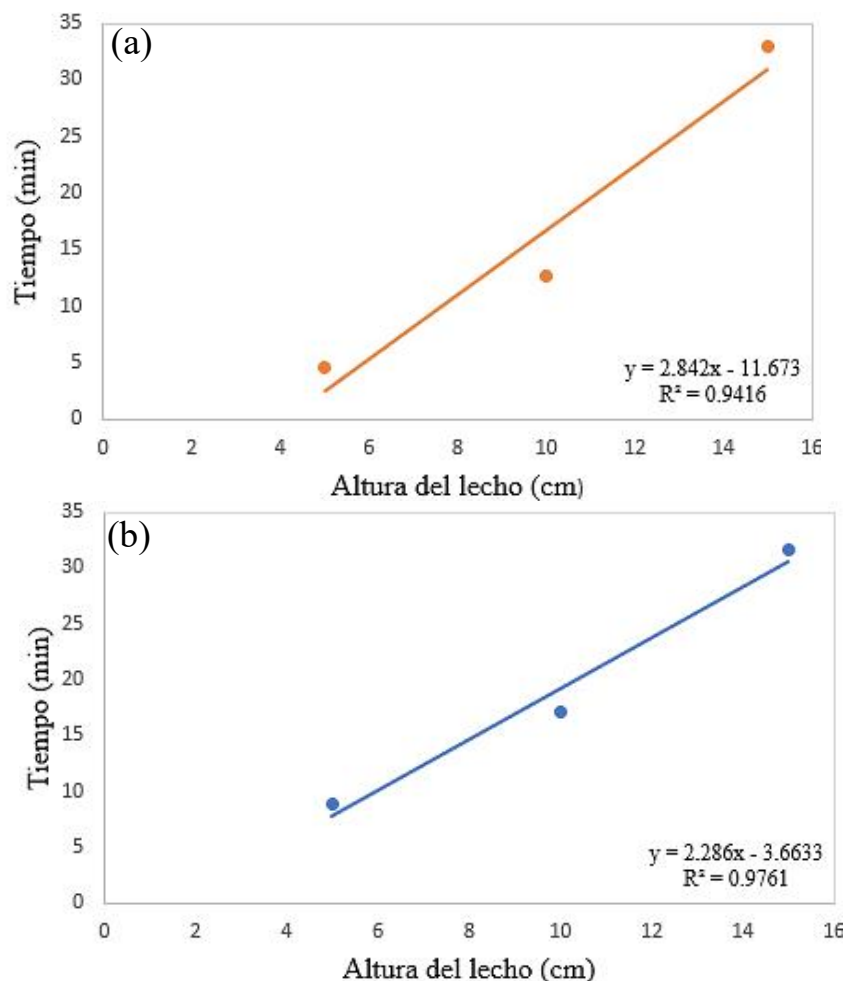 (a)
35
30
25
20
15
10
5
0
Tiempo (min)
y = 2.842x - 11.673
R² = 0.9416
0 2 4 6 8 10 12 14 16
Altura del lecho (cm)
(b)
35
30
25
20
15
10
5
0
Tiempo (min)
y = 2.286x - 3.6633
R² = 0.9761
0 2 4 6 8 10 12 14 16
Altura del lecho (cm)